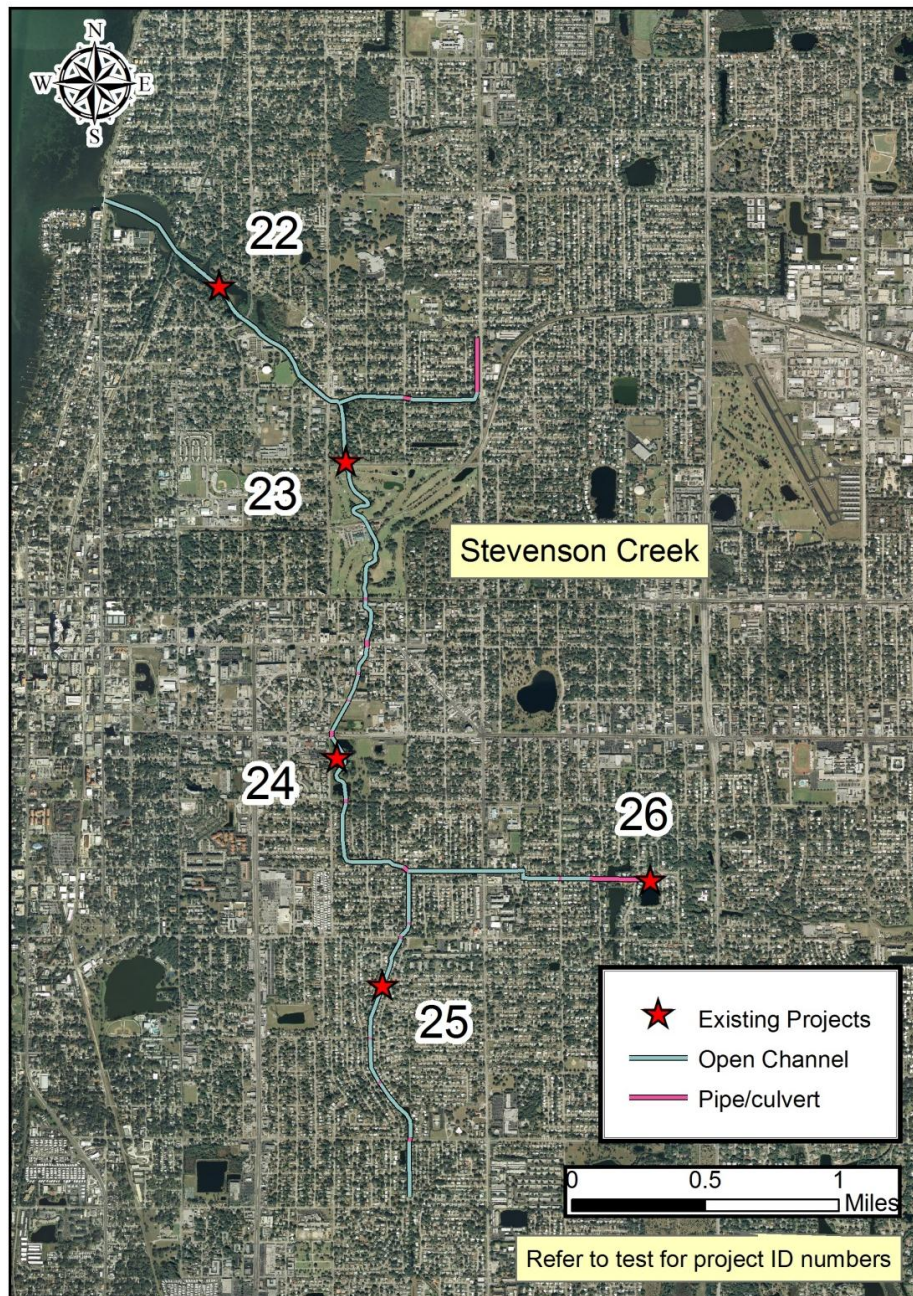 N
W E
S
22
23
Stevenson Creek
24
26
25
Existing Projects
Open Channel
Pipe/culvert
0 0.5 1
Miles
Refer to test for project ID numbers